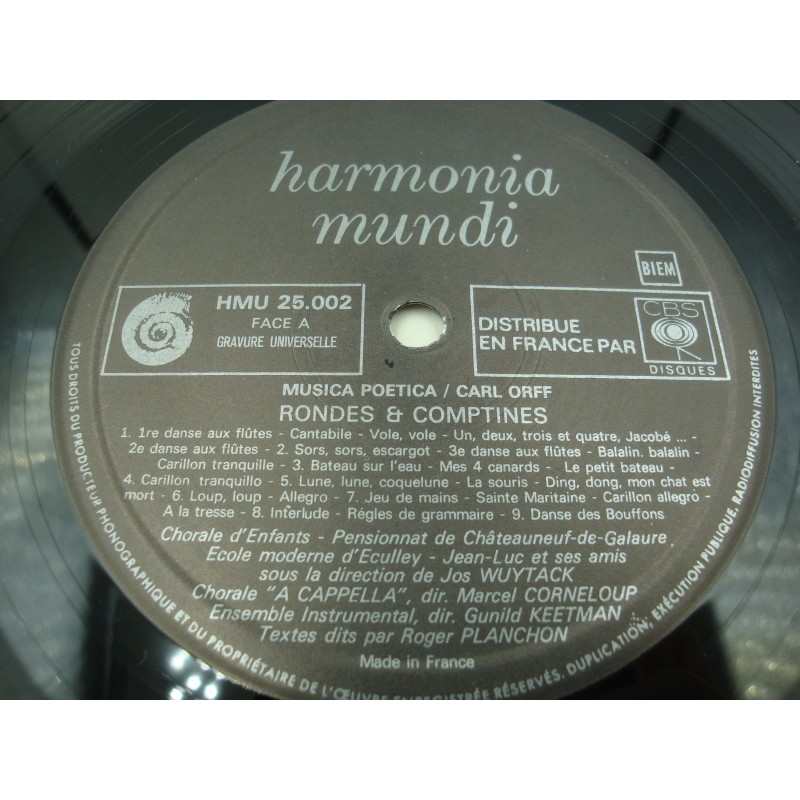 harmonia
mundi
BIEM
HMU 25.002
FACE A
GRAVURE UNIVERSELLE
DISTRIBUE
EN FRANCE PAR
CBS
DISQUES
MUSICA POETICA / CARL ORFF
RONDES & COMPTINES
1. 1re danse aux flûtes - Cantabile - Vole, vole - Un, deux, trois et quatre, Jacobé ... -
2e danse aux flûtes - 2. Sors, sors, escargot - 3e danse aux flûtes - Balalin. balalin -
Carillon tranquille - 3. Bateau sur l'eau - Mes 4 canards - Le petit bateau -
4. Carillon tranquillo - 5. Lune, lune, coquelune - La souris - Ding, dong, mon chat est
mort - 6. Loup, loup - Allegro - 7. Jeu de mains - Sainte Maritaine - Carillon allegro -
A la tresse - 8. Interlude - Régles de grammaire - 9. Danse des Bouffons
Chorale d'Enfants - Pensionnat de Châteauneuf-de-Galaure,
Ecole moderne d'Eculley - Jean-Luc et ses amis
sous la direction de Jos WUYTACK
Chorale "A CAPPELLA", dir. Marcel CORNELOUP
Ensemble Instrumental, dir. Gunild KEETMAN
Textes dits par Roger PLANCHON
Made in France
TOUS DROITS DU PRODUCTEUR PHONOGRAPHIQUE ET DU PROPRIÉTAIRE DE L'ŒUVRE ENREGISTRÉE RÉSERVÉS. DUPLICATION, EXÉCUTION PUBLIQUE, RADIODIFFUSION INTERDITES